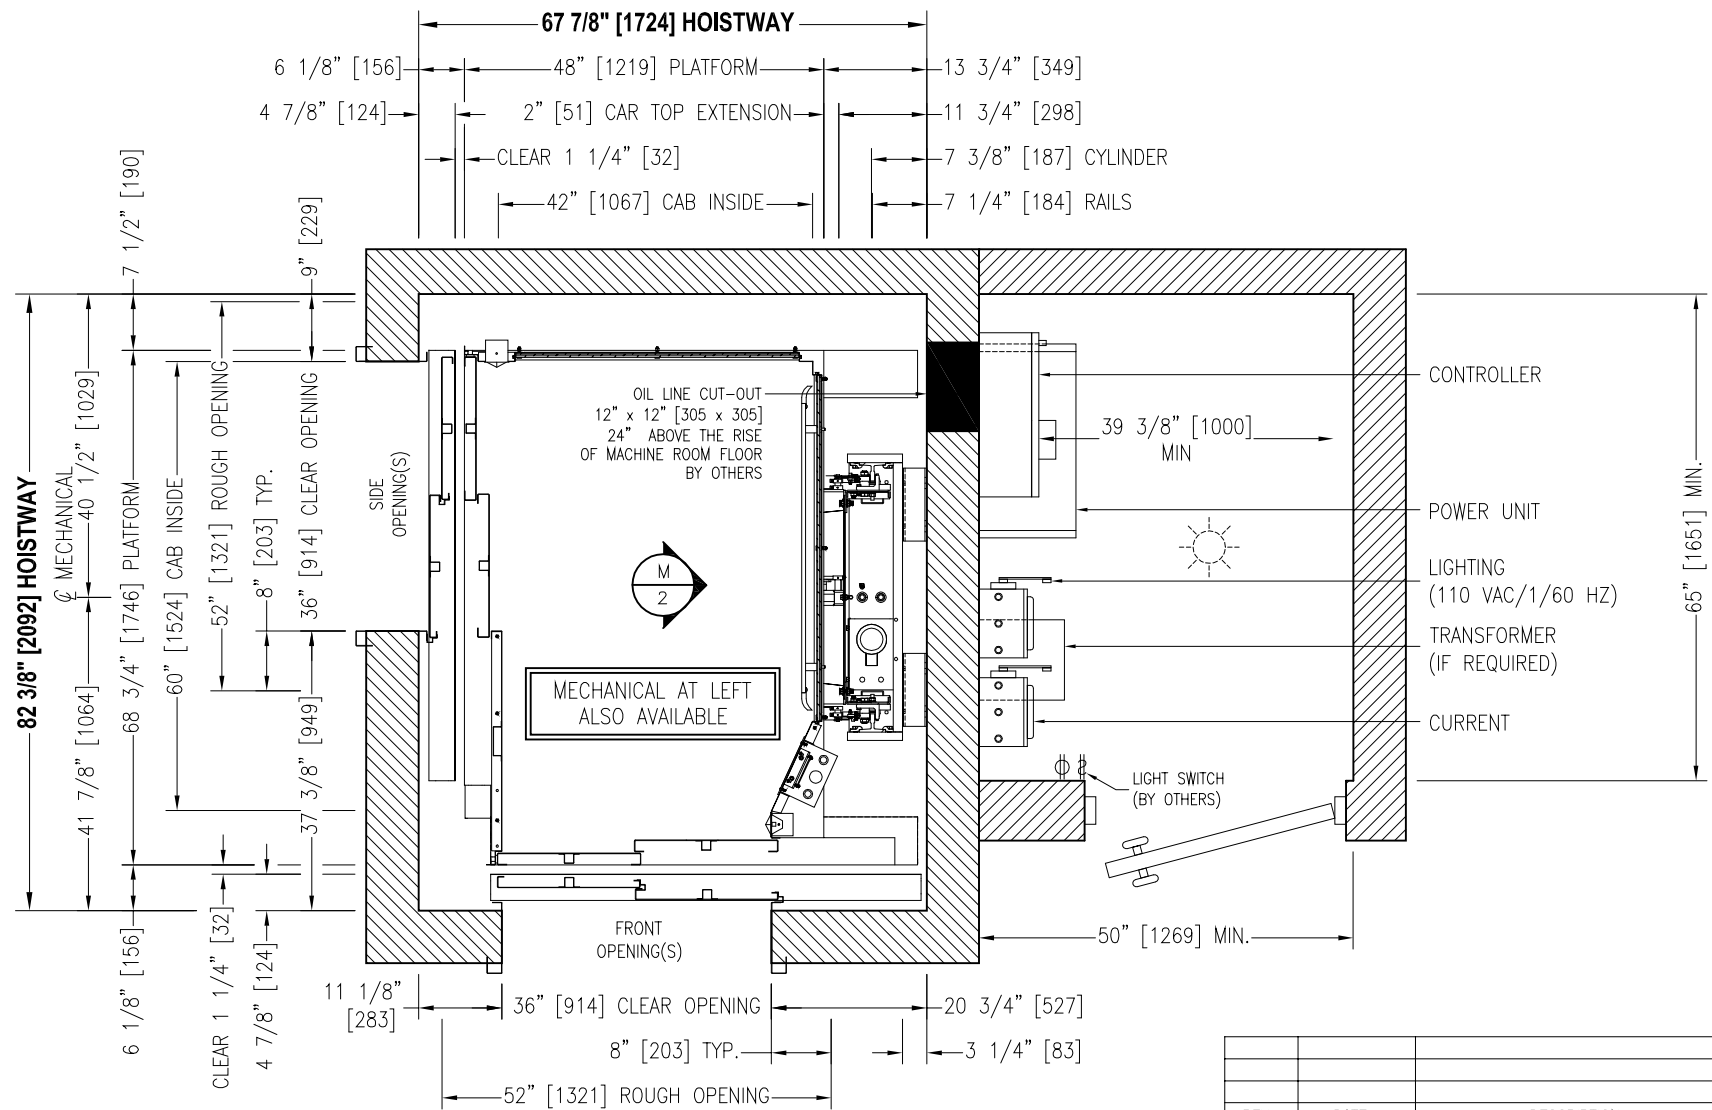 67 7/8" [1724] HOISTWAY
6 1/8" [156]
48" [1219] PLATFORM
13 3/4" [349]
4 7/8" [124]
2" [51] CAR TOP EXTENSION
11 3/4" [298]
CLEAR 1 1/4" [32]
7 3/8" [187] CYLINDER
42" [1067] CAB INSIDE
7 1/4" [184] RAILS
82 3/8" [2092] HOISTWAY
℄ MECHANICAL
40 1/2" [1029]
41 7/8" [1064]
7 1/2" [190]
68 3/4" [1746] PLATFORM
6 1/8" [156]
60" [1524] CAB INSIDE
52" [1321] ROUGH OPENING
CLEAR 1 1/4" [32]
8" [203] TYP.
4 7/8" [124]
9" [229]
36" [914] CLEAR OPENING
37 3/8" [949]
SIDE
OPENING(S)
OIL LINE CUT-OUT
12" x 12" [305 x 305]
24" ABOVE THE RISE
OF MACHINE ROOM FLOOR
BY OTHERS
M
2
MECHANICAL AT LEFT
ALSO AVAILABLE
FRONT
OPENING(S)
39 3/8" [1000]
MIN
CONTROLLER
POWER UNIT
LIGHTING
(110 VAC/1/60 HZ)
TRANSFORMER
(IF REQUIRED)
CURRENT
LIGHT SWITCH
(BY OTHERS)
65" [1651] MIN.
50" [1269] MIN.
11 1/8"
[283]
36" [914] CLEAR OPENING
20 3/4" [527]
8" [203] TYP.
3 1/4" [83]
52" [1321] ROUGH OPENING